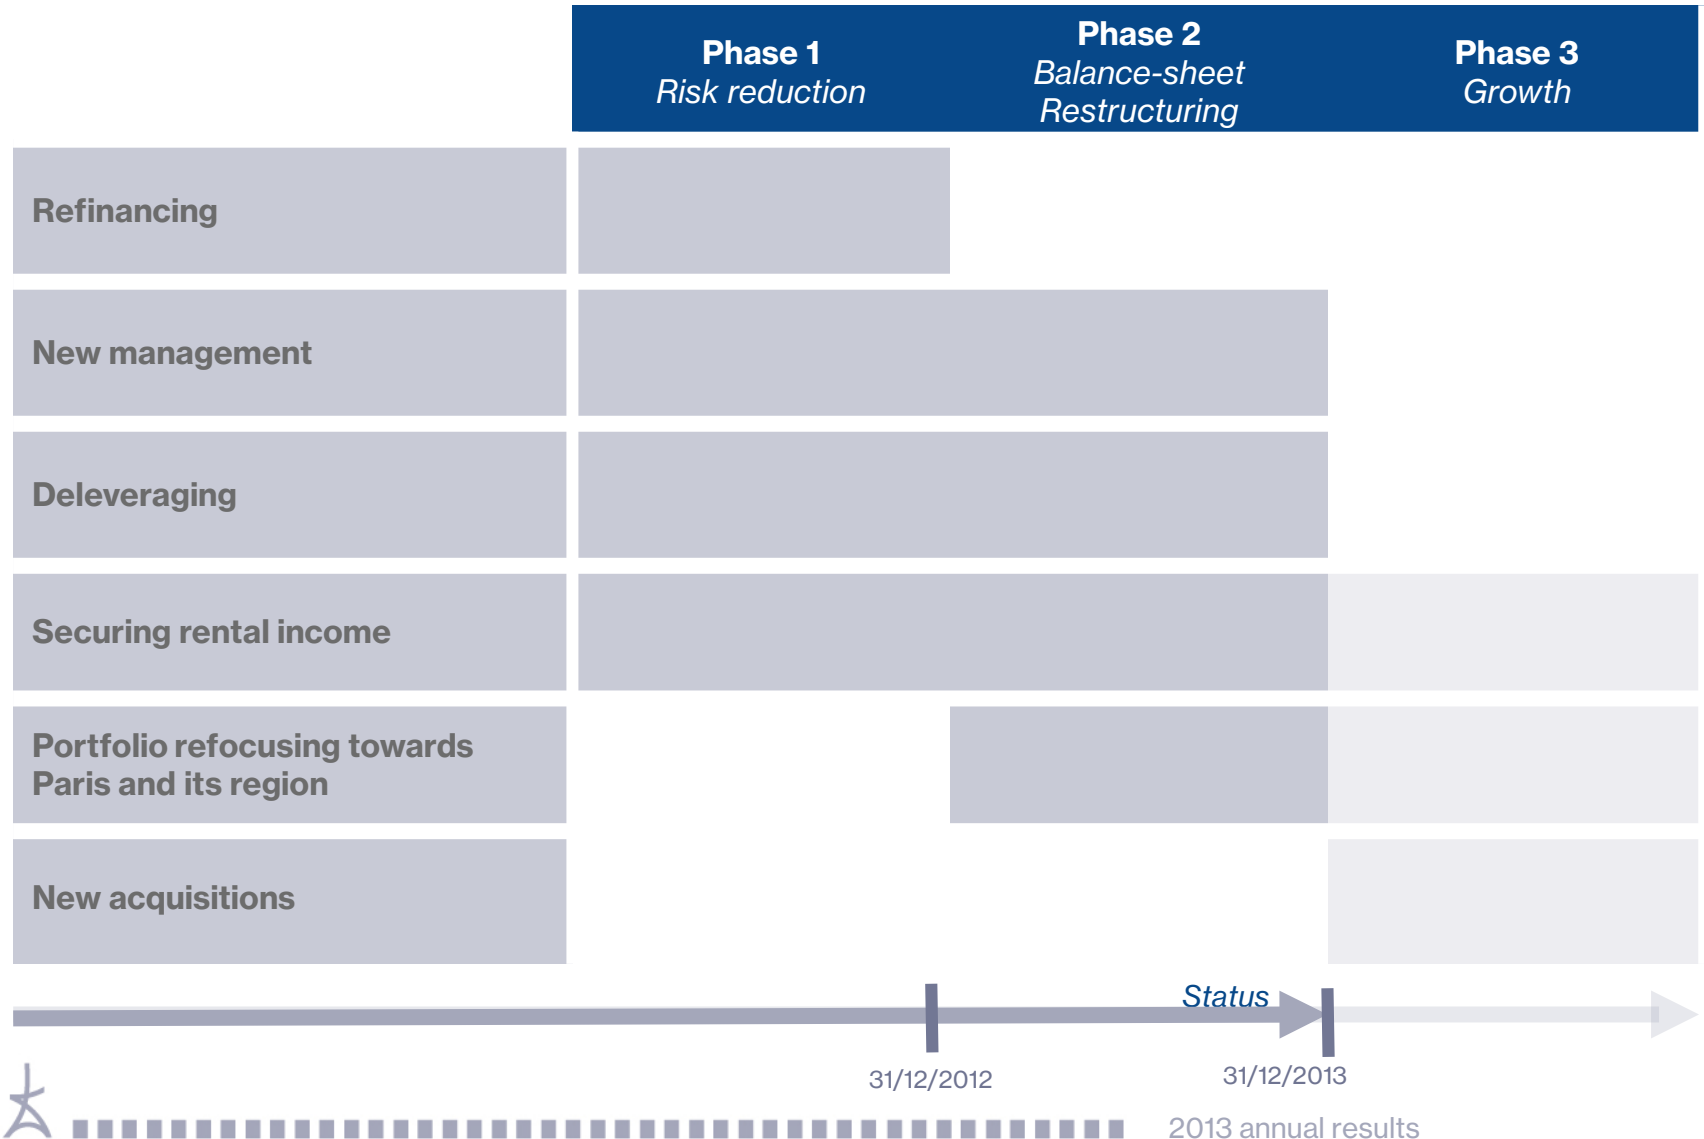 Phase 1
Risk reduction
Phase 2
Balance-sheet
Restructuring
Phase 3
Growth
Refinancing
New management
Deleveraging
Securing rental income
Portfolio refocusing towards
Paris and its region
New acquisitions
Status
31/12/2012
31/12/2013
2013 annual results